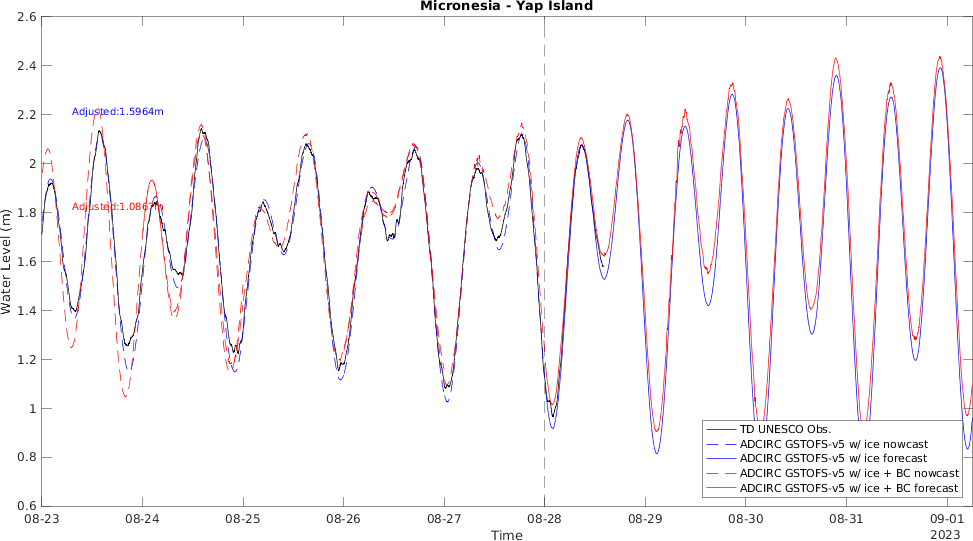 Micronesia - Yap Island
2.6
2.4
2.2
2
1.8
1.6
1.4
1.2
1
0.8
0.6
Water Level (m)
Adjusted:1.5964m
Adjusted:1.0867m
TD UNESCO Obs.
ADCIRC GSTOFS-v5 w/ ice nowcast
ADCIRC GSTOFS-v5 w/ ice forecast
ADCIRC GSTOFS-v5 w/ ice + BC nowcast
ADCIRC GSTOFS-v5 w/ ice + BC forecast
08-23 08-24 08-25 08-26 08-27 08-28 08-29 08-30 08-31 09-01
2023
Time